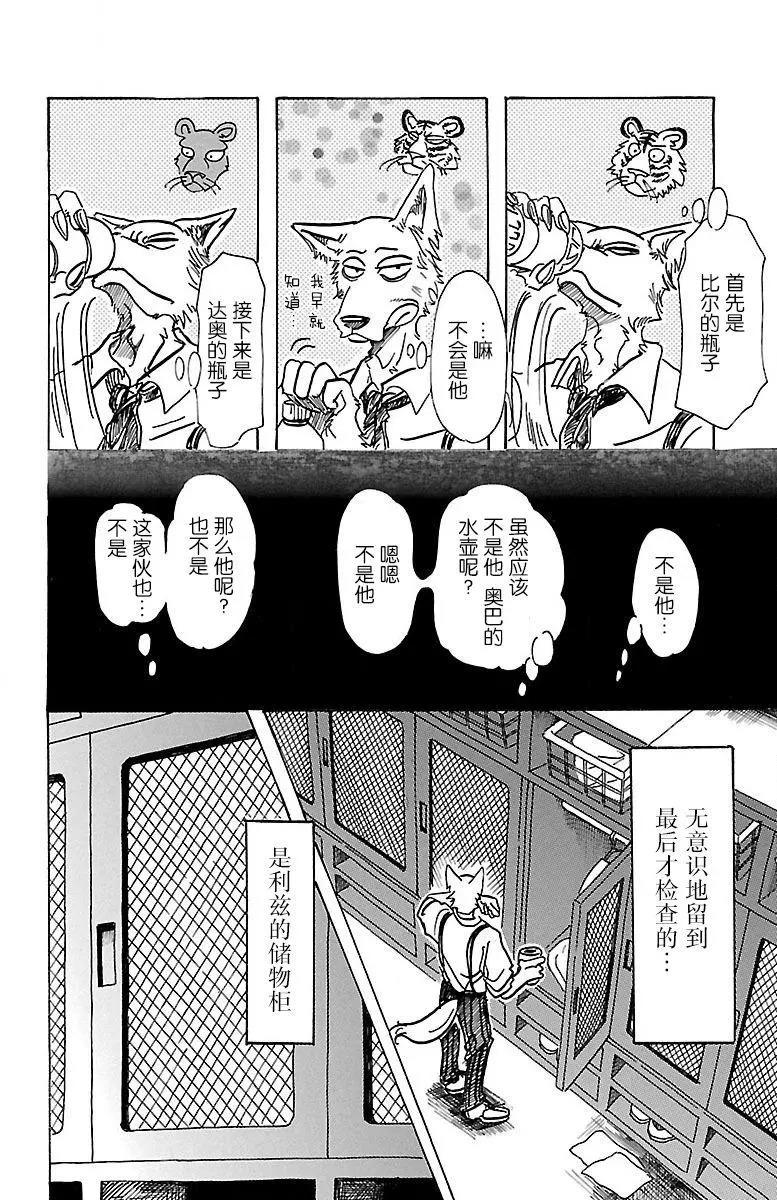 首先是
比尔的瓶子
…嘛
不会是他
我早就
知道…
接下来是
达奥的瓶子
不是他…
虽然应该
不是他 奥巴的
水壶呢？
嗯嗯
不是他
那么他呢？
也不是
这家伙也…
不是
无意识地留到
最后才检查的…
是利兹的储物柜